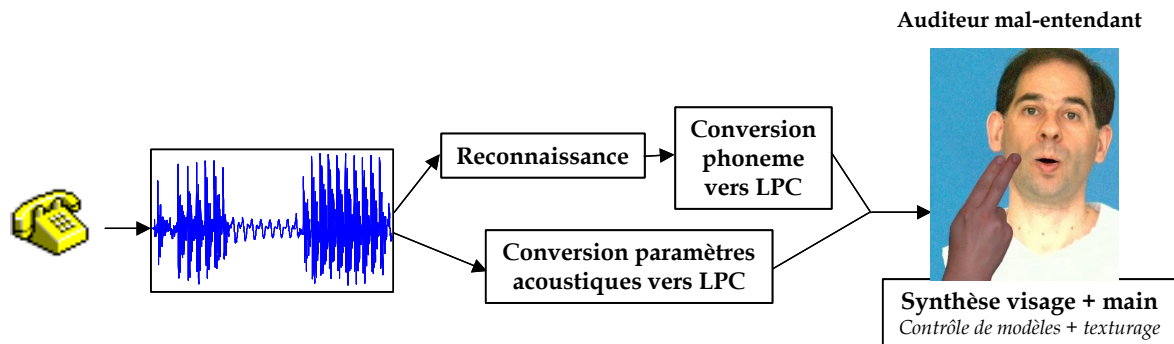 Auditeur mal-entendant
Reconnaissance
Conversion
phoneme
vers LPC
Conversion paramètres
acoustiques vers LPC
Synthèse visage + main
Contrôle de modèles + texturage